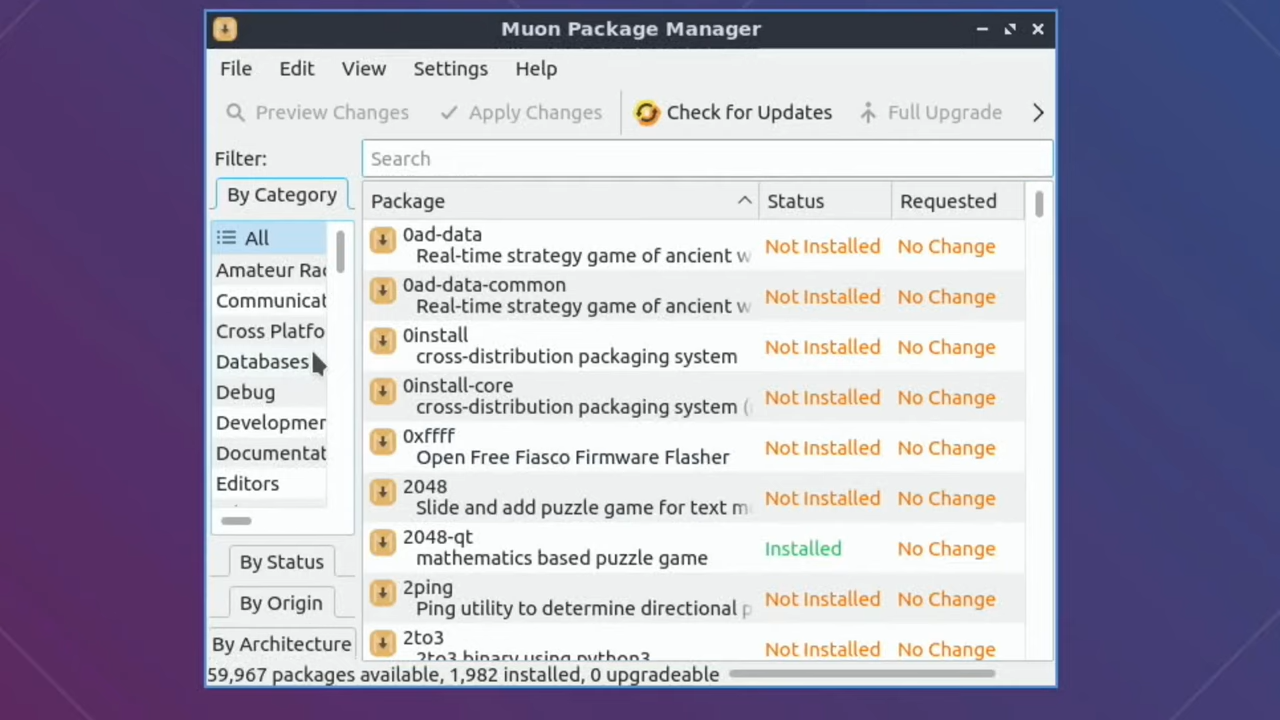 Muon Package Manager
File Edit View Settings Help
Preview Changes Apply Changes Check for Updates Full Upgrade
Filter:
Search
By Category
Package Status Requested
All
Amateur Rad
Communicat
Cross Platfo
Databases
Debug
Developmer
Documentat
Editors
By Status
By Origin
By Architecture
0ad-data
Real-time strategy game of ancient w
Not Installed No Change
0ad-data-common
Real-time strategy game of ancient w
Not Installed No Change
0install
cross-distribution packaging system
Not Installed No Change
0install-core
cross-distribution packaging system (
Not Installed No Change
0xffff
Open Free Fiasco Firmware Flasher
Not Installed No Change
2048
Slide and add puzzle game for text m
Not Installed No Change
2048-qt
mathematics based puzzle game
Installed No Change
2ping
Ping utility to determine directional p
Not Installed No Change
2to3
2to3 binary using python3
Not Installed No Change
59,967 packages available, 1,982 installed, 0 upgradeable